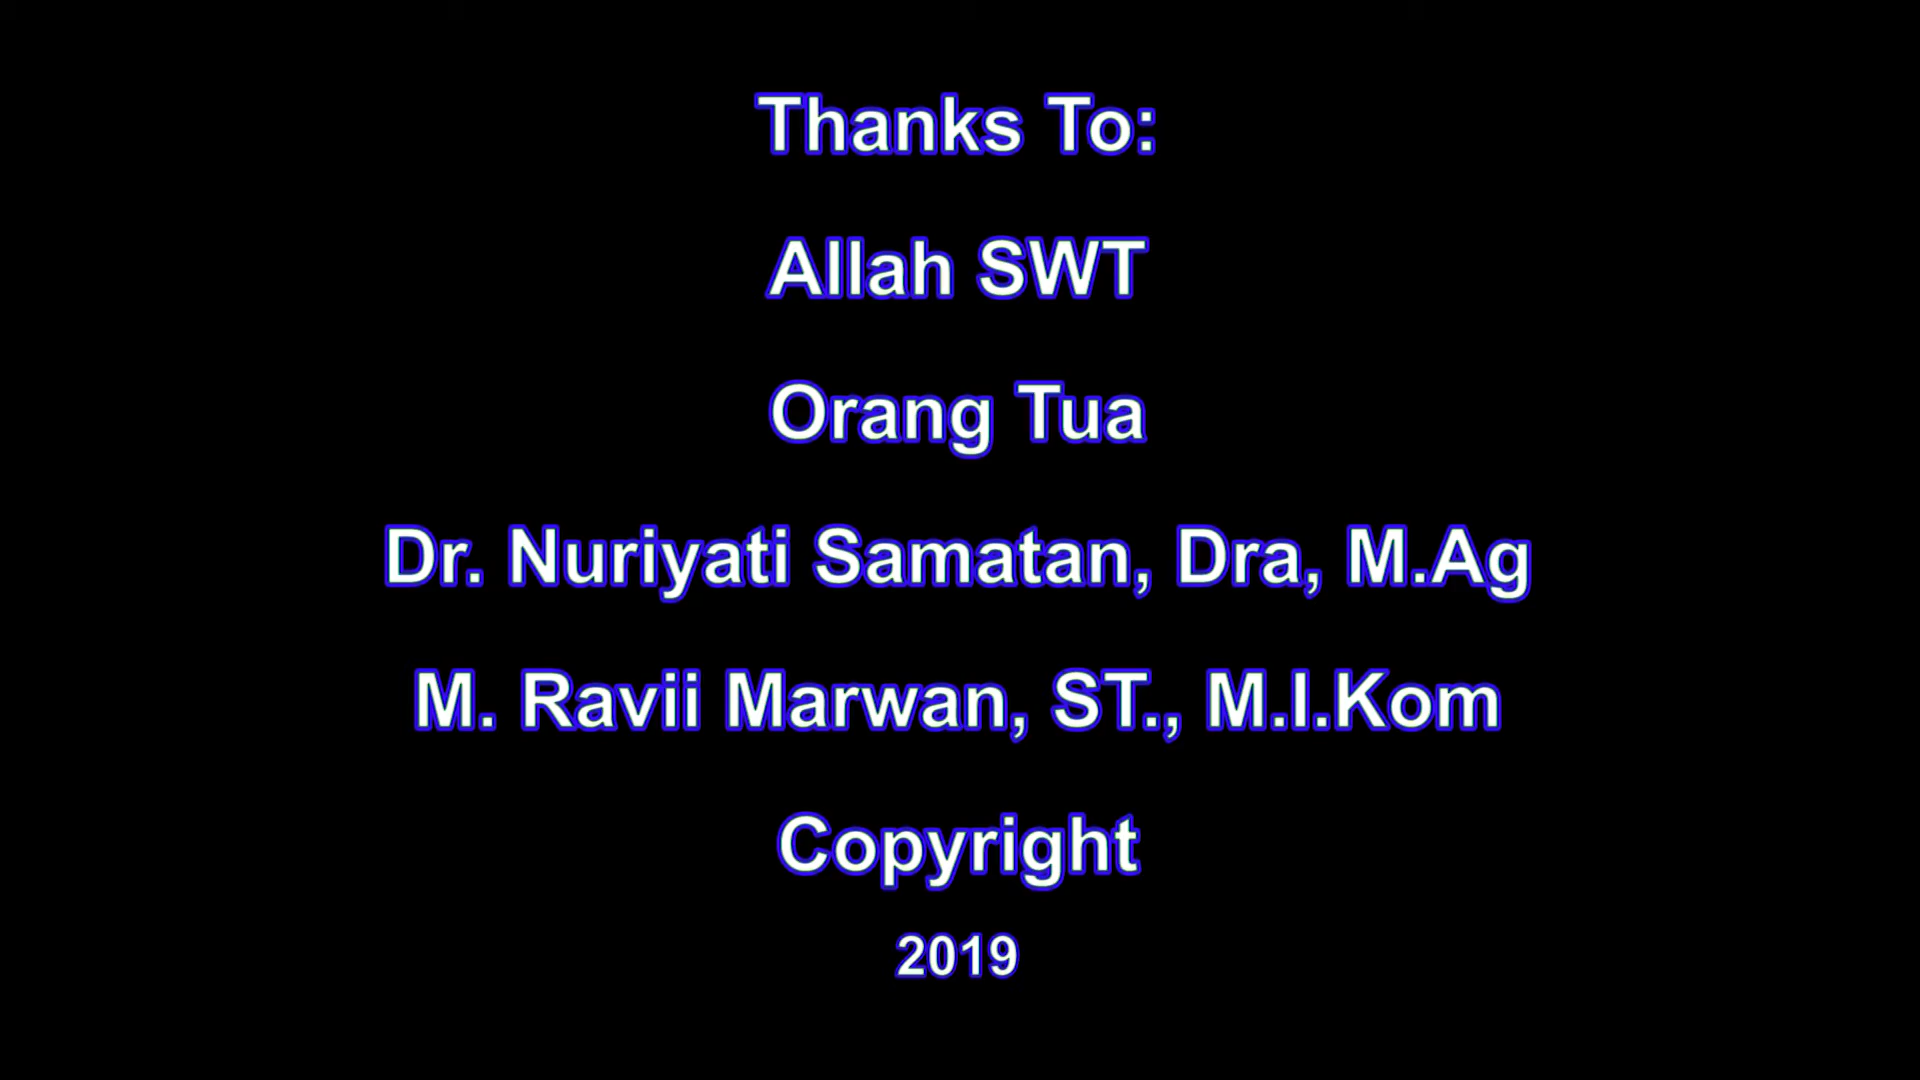 Thanks To:
Allah SWT
Orang Tua
Dr. Nuriyati Samatan, Dra, M.Ag
M. Ravii Marwan, ST., M.I.Kom
Copyright
2019